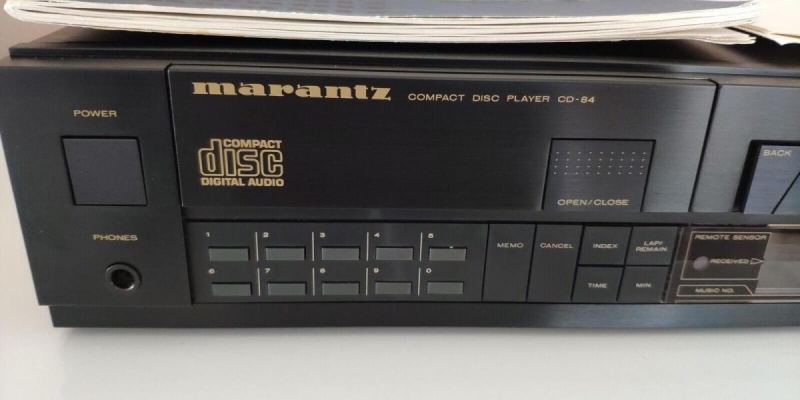 marantz COMPACT DISC PLAYER CD-84
POWER
COMPACT
disc
DIGITAL AUDIO
OPEN/CLOSE
BACK
PHONES
1 2 3 4 5
6 7 8 9 0
MEMO CANCEL INDEX LAP/
REMAIN
TIME MIN
REMOTE SENSOR
RECEIVED
MUSIC NO.